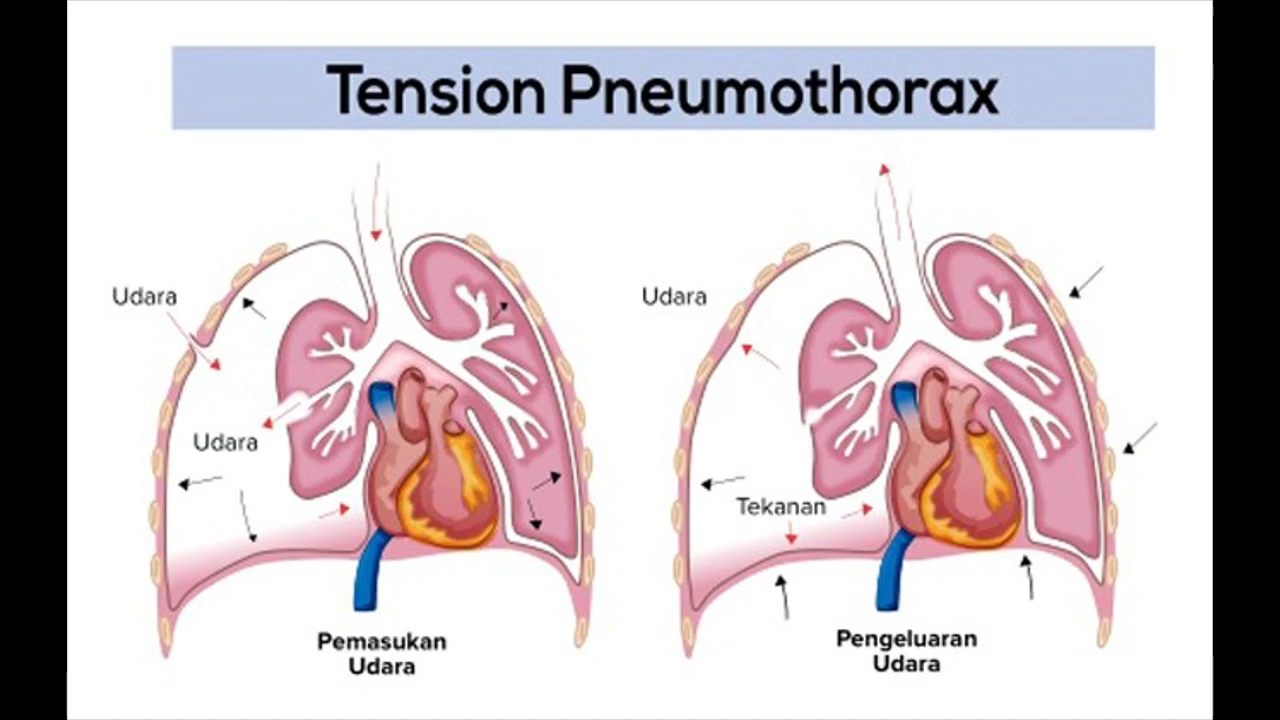 Tension Pneumothorax
Udara
Udara
Pemasukan
Udara
Udara
Tekanan
Pengeluaran
Udara